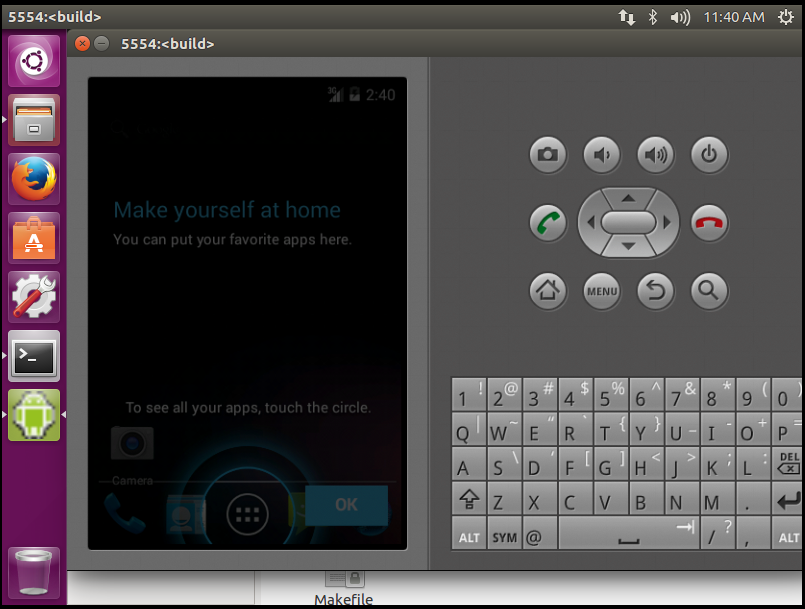 5554:<build>
11:40 AM
5554:<build>
3G 2:40
Make yourself at home
You can put your favorite apps here.
To see all your apps, touch the circle.
Camera
OK
MENU
1 ! 2 @ 3 # 4 $ 5 % 6 ^ 7 & 8 * 9 ( 0 )
Q | W ~ E “ R ` T { Y } U _ I - O + P =
A S \ D ‘ F [ G ] H < J > K ; L : DEL
Z X C V B N M .
ALT SYM @ / ? , ALT
Makefile